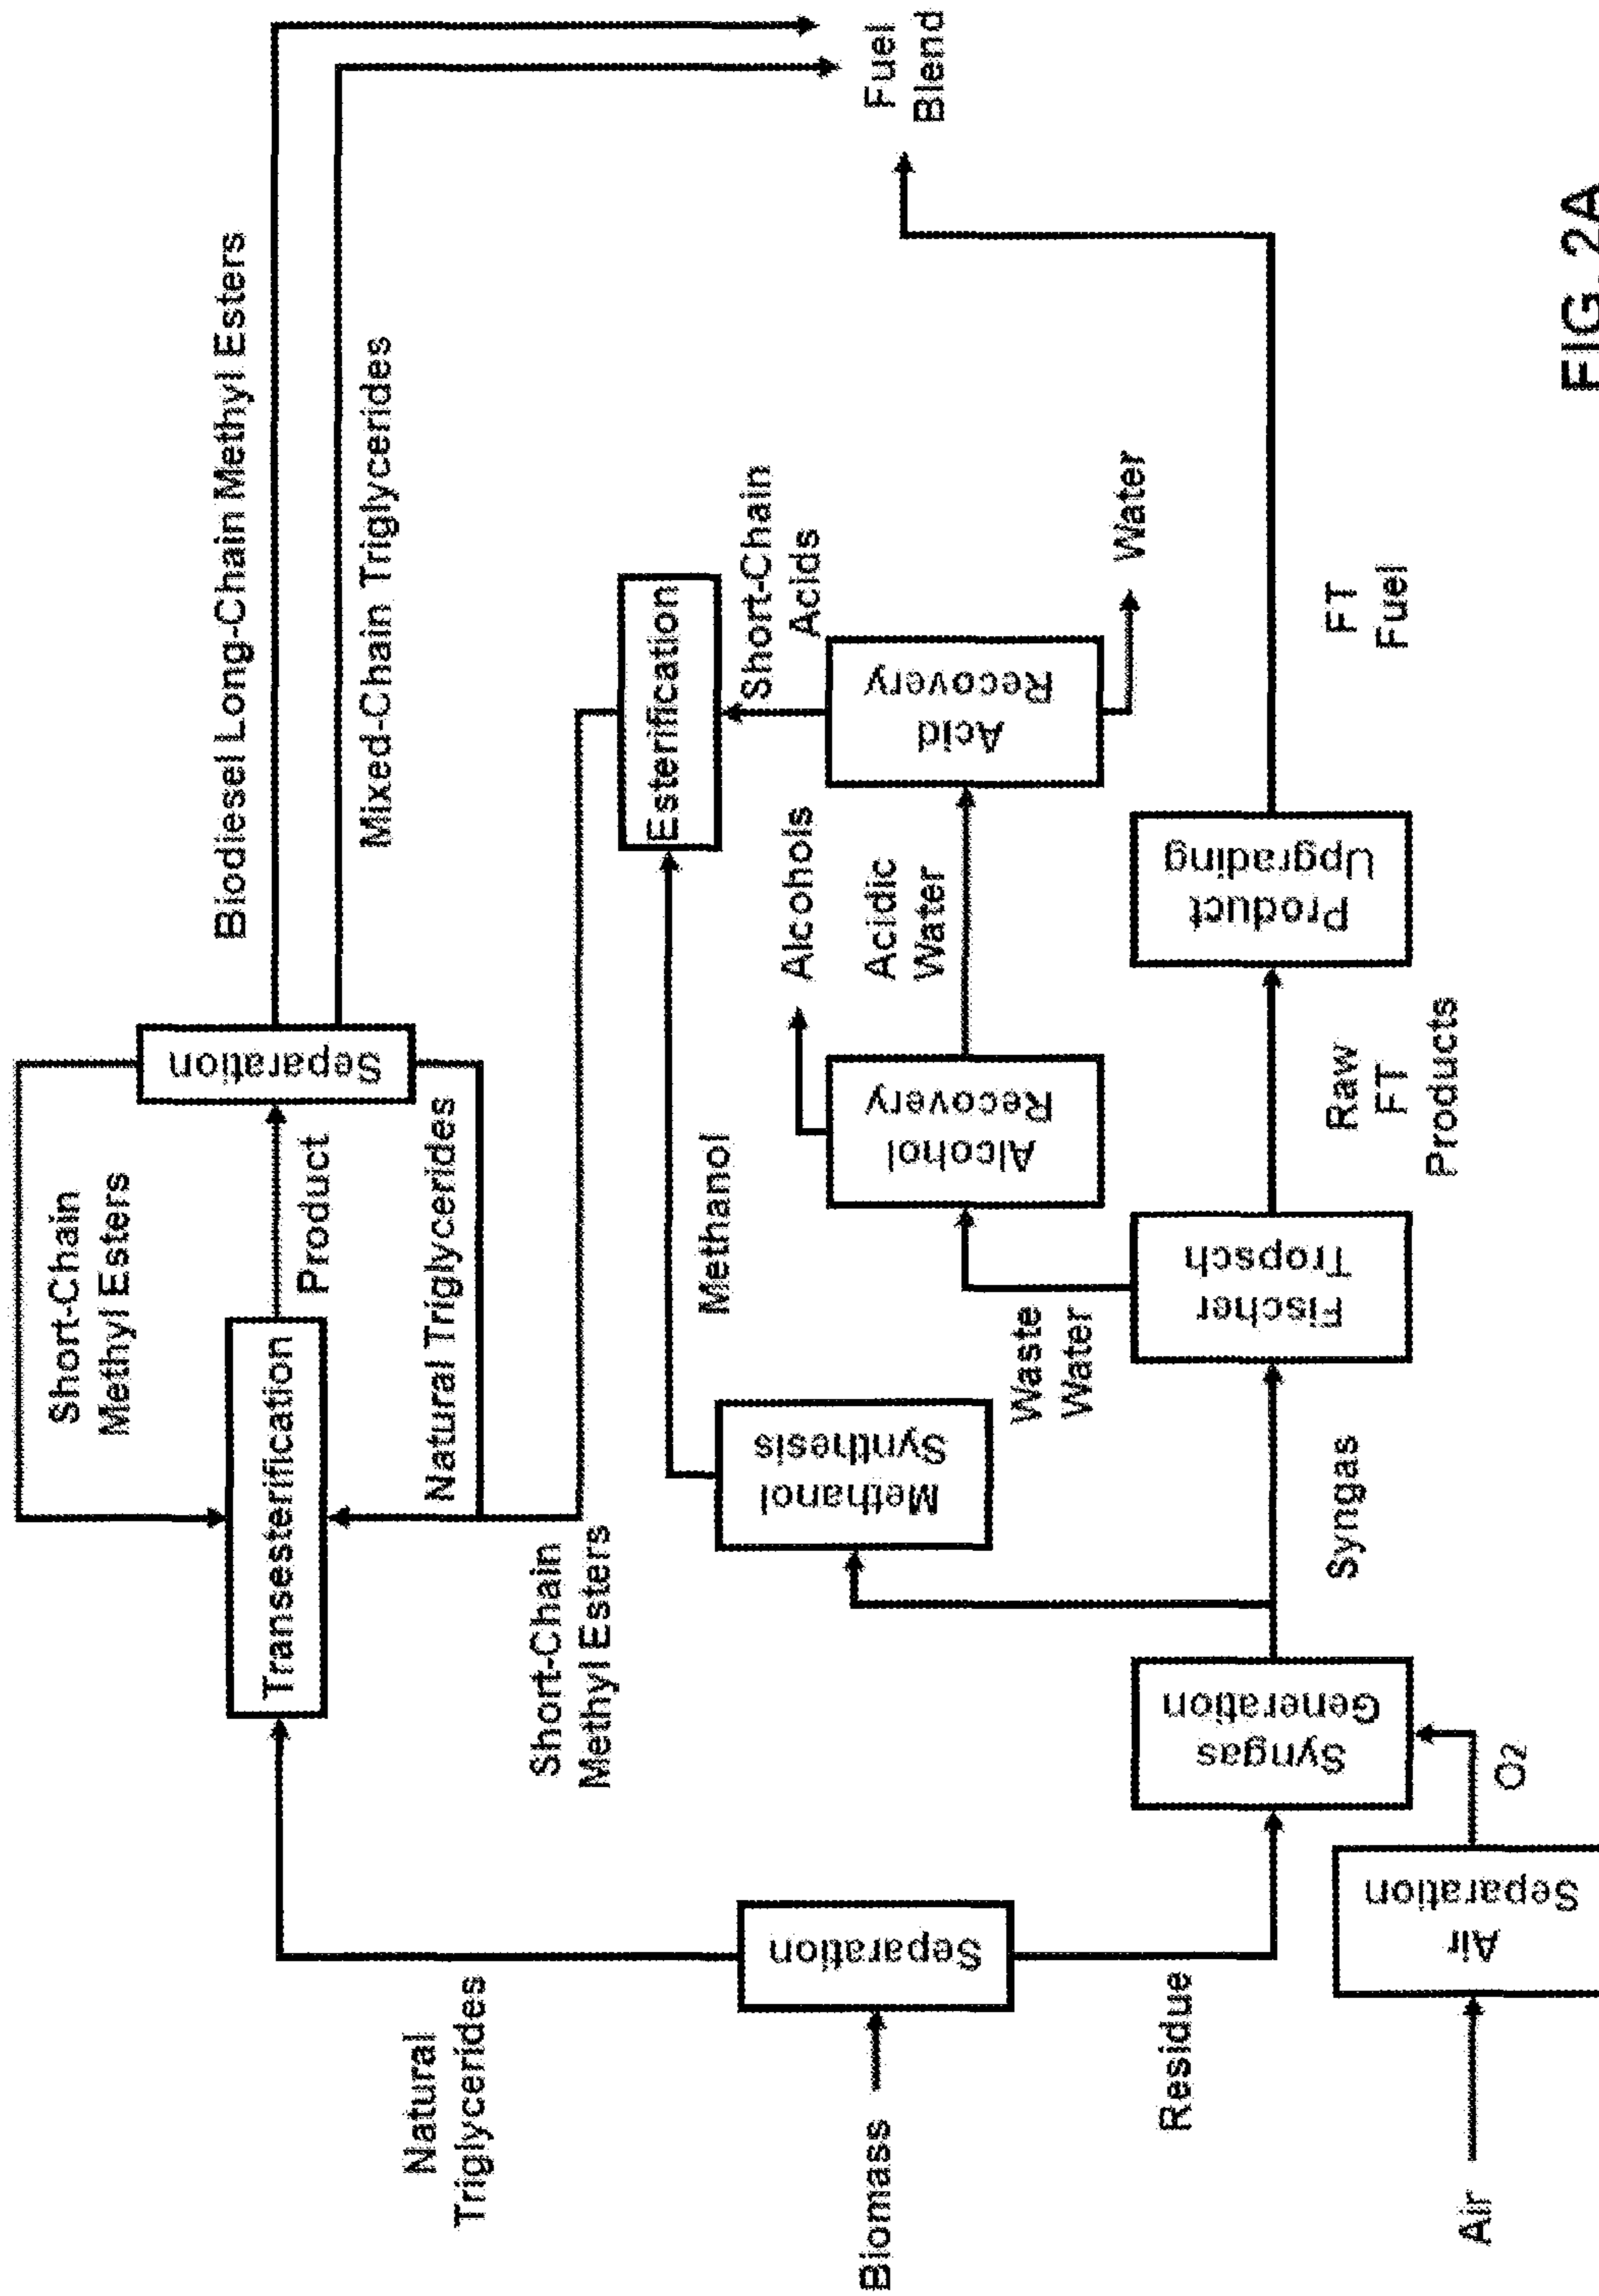 Short-Chain
Methyl Esters
Biodiesel Long-Chain Methyl Esters
Transesterification
Product
Separation
Mixed-Chain Triglycerides
Natural
Triglycerides
Natural Triglycerides
Short-Chain
Methyl Esters
Esterification
Methanol
Short-Chain
Acids
Methanol
Synthesis
Alcohols
Biomass
Separation
Alcohol
Recovery
Acidic
Water
Acid
Recovery
Fuel
Blend
Waste
Water
Water
Residue
Syngas
Generation
Fischer
Tropsch
Product
Upgrading
Syngas
Raw
FT
Products
FT
Fuel
Air
Air
Separation
O2
FIG. 2A